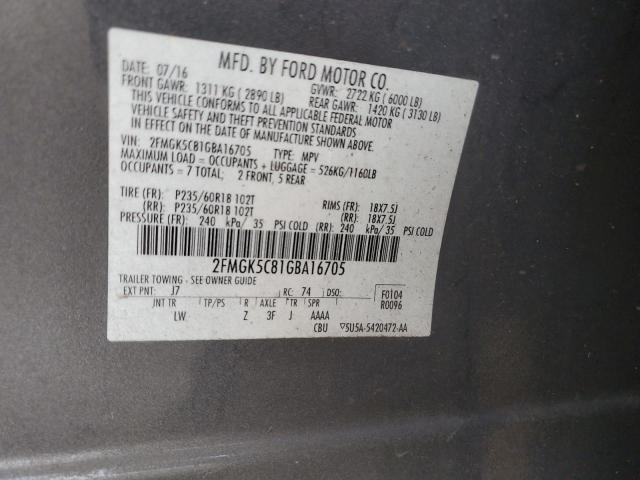 MFD. BY FORD MOTOR CO.
DATE: 07/16 GVWR: 2722 KG (6000 LB)
FRONT GAWR: 1311 KG (2890 LB) REAR GAWR: 1420 KG (3130 LB)
THIS VEHICLE CONFORMS TO ALL APPLICABLE FEDERAL MOTOR
VEHICLE SAFETY AND THEFT PREVENTION STANDARDS
IN EFFECT ON THE DATE OF MANUFACTURE SHOWN ABOVE.
VIN: 2FMGK5C81GBA16705 TYPE: MPV
MAXIMUM LOAD = OCCUPANTS + LUGGAGE = 526KG/1160LB
OCCUPANTS = 7 TOTAL; 2 FRONT, 5 REAR
TIRE (FR): P235/60R18 102T RIMS (FR): 18X7.5J
(RR): P235/60R18 102T (RR): 18X7.5J
PRESSURE (FR): 240 kPa/ 35 PSI COLD (RR): 240 kPa/ 35 PSI COLD
2FMGK5C81GBA16705
TRAILER TOWING - SEE OWNER GUIDE
EXT PNT: J7 RC: 74 DSO: F0104
INT TR TP/PS R AXLE TR SPR R0096
LW Z 3F J AAAA
CBU ▽5U5A-5420472-AA